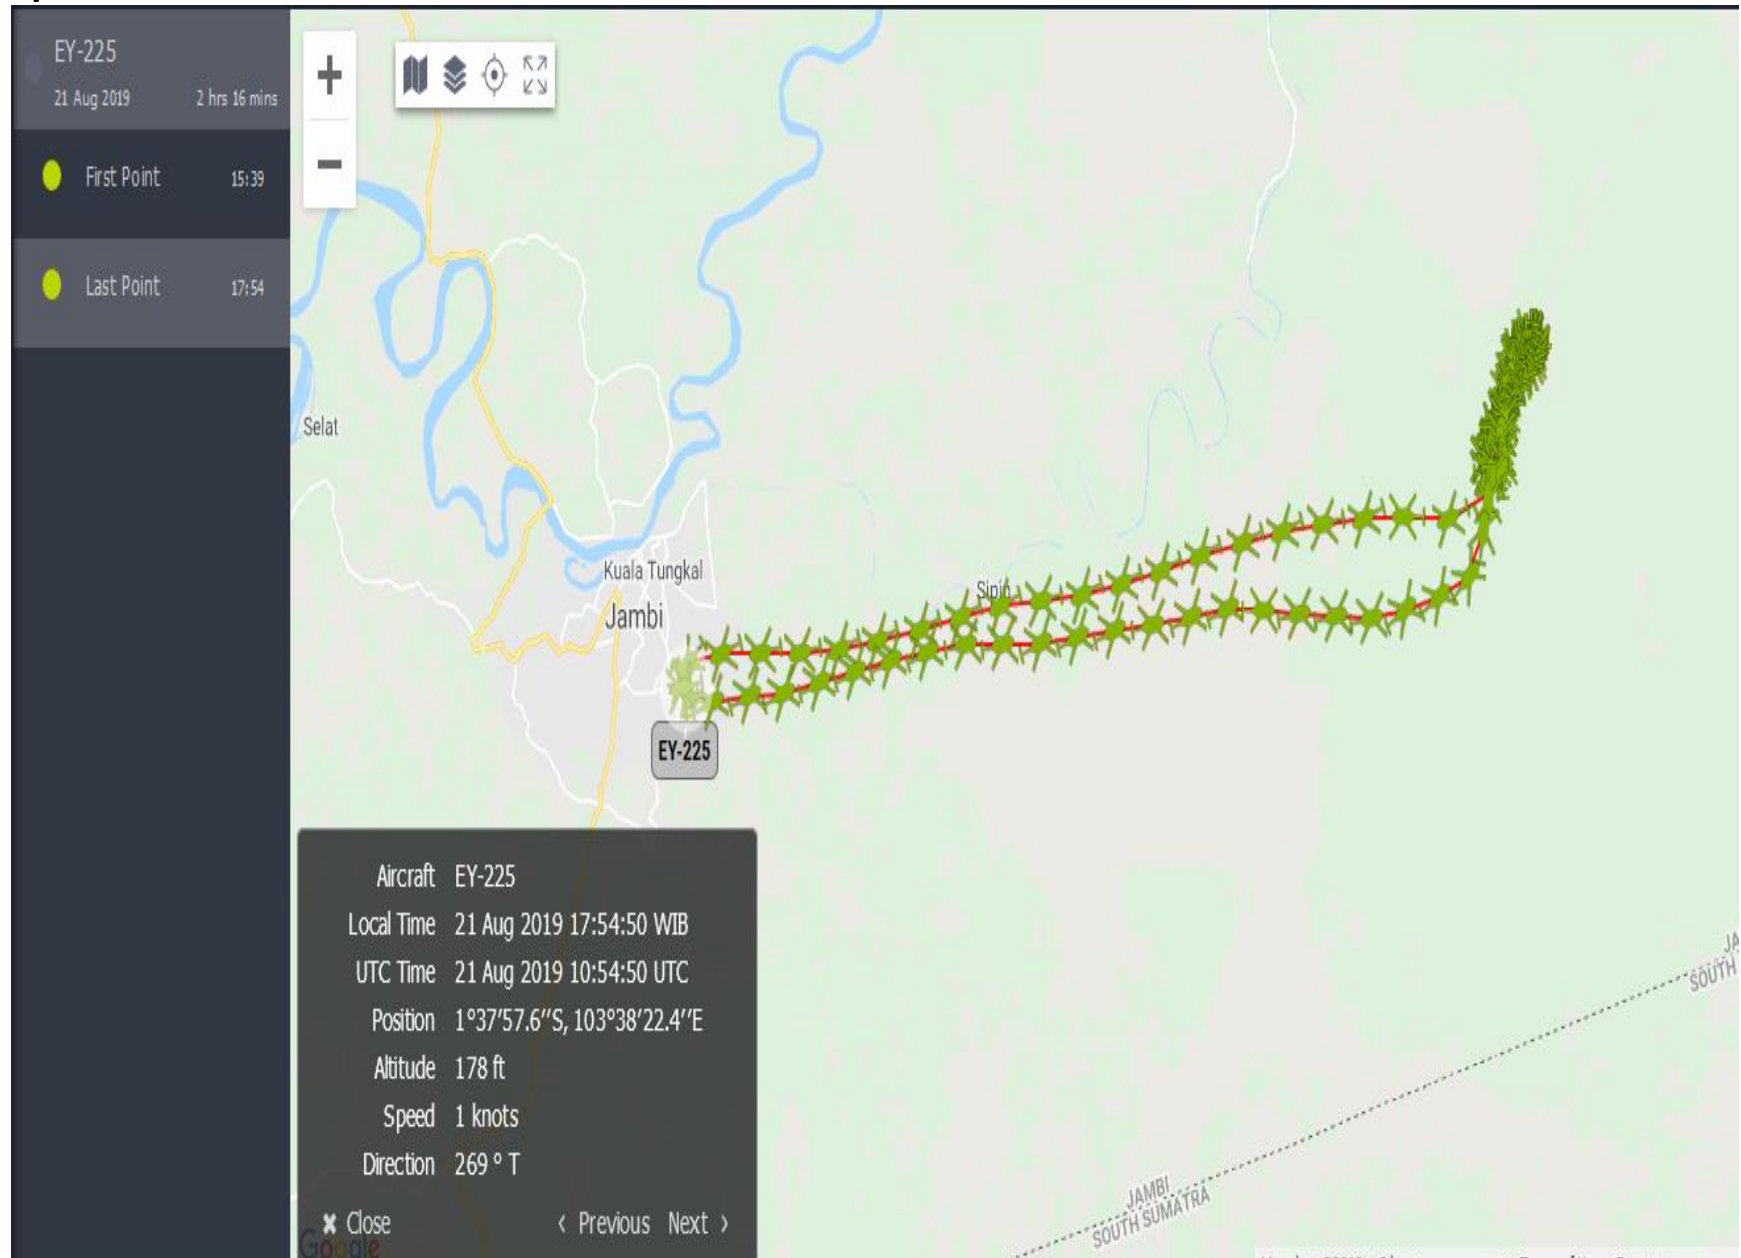 EY-225
21 Aug 2019 2 hrs 16 mins
First Point 15:39
Last Point 17:54
+
−
Selat
Kuala Tungkal
Jambi
Sipin
EY-225
Aircraft EY-225
Local Time 21 Aug 2019 17:54:50 WIB
UTC Time 21 Aug 2019 10:54:50 UTC
Position 1°37'57.6''S, 103°38'22.4''E
Altitude 178 ft
Speed 1 knots
Direction 269 ° T
✖ Close ‹ Previous Next ›
Google
JA
SOUTH
JAMBI
SOUTH SUMATRA